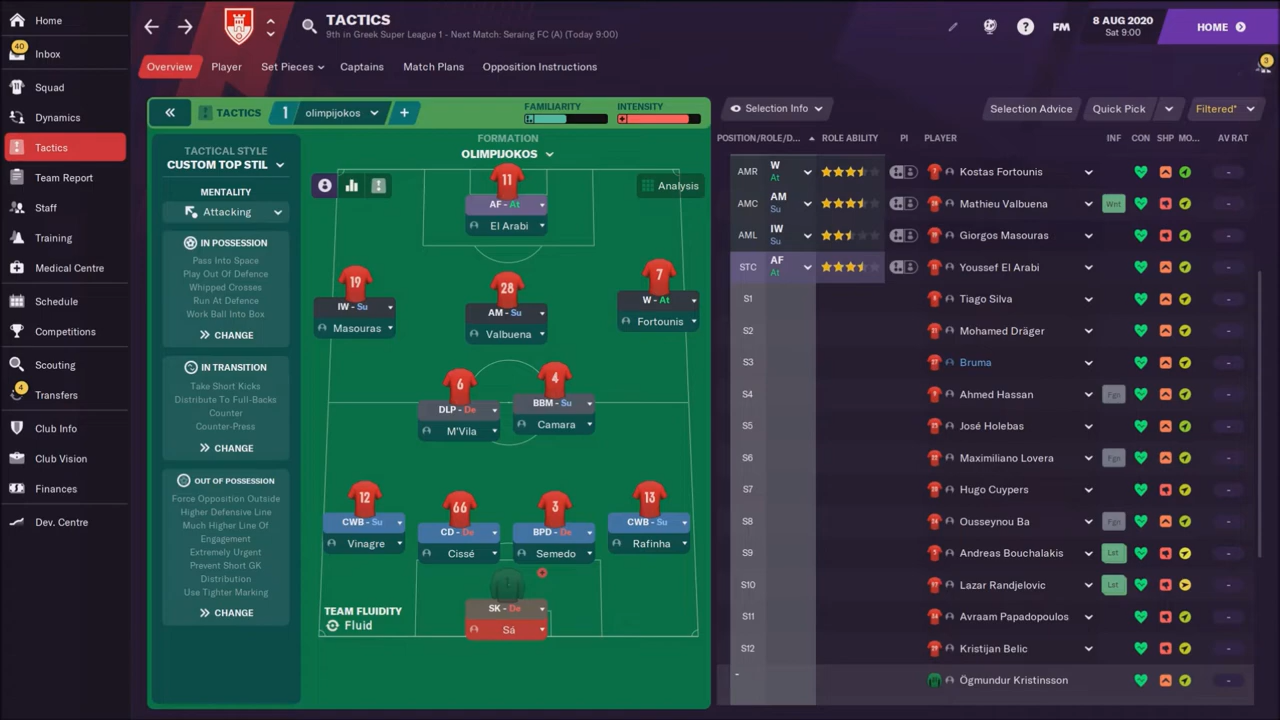 Home
40
Inbox
Squad
Dynamics
Tactics
Team Report
Staff
Training
Medical Centre
Schedule
Competitions
Scouting
4
Transfers
Club Info
Club Vision
Finances
Dev. Centre
TACTICS
9th in Greek Super League 1 - Next Match: Seraing FC (A) (Today 9:00)
?
FM
8 AUG 2020
Sat 9:00
HOME
3
Overview
Player
Set Pieces
Captains
Match Plans
Opposition Instructions
TACTICS
1
olimpijokos
+
FAMILIARITY
INTENSITY
TACTICAL STYLE
CUSTOM TOP STIL
MENTALITY
Attacking
IN POSSESSION
Pass Into Space
Play Out Of Defence
Whipped Crosses
Run At Defence
Work Ball Into Box
CHANGE
IN TRANSITION
Take Short Kicks
Distribute To Full-Backs
Counter
Counter-Press
CHANGE
OUT OF POSSESSION
Force Opposition Outside
Higher Defensive Line
Much Higher Line Of
Engagement
Extremely Urgent
Prevent Short GK
Distribution
Use Tighter Marking
CHANGE
FORMATION
OLIMPIJOKOS
Analysis
11
AF - At
El Arabi
19
IW - Su
Masouras
28
AM - Su
Valbuena
7
W - At
Fortounis
6
DLP - De
M'Vila
4
BBM - Su
Camara
12
CWB - Su
Vinagre
66
CD - De
Cissé
3
BPD - De
Semedo
13
CWB - Su
Rafinha
SK - De
Sá
TEAM FLUIDITY
Fluid
Selection Info
Selection Advice
Quick Pick
Filtered*
POSITION/ROLE/D...
ROLE ABILITY
PI
PLAYER
INF
CON
SHP
MO...
AV RAT
AMR
W
At
Kostas Fortounis
-
AMC
AM
Su
Mathieu Valbuena
Wnt
-
AML
IW
Su
Giorgos Masouras
-
STC
AF
At
Youssef El Arabi
-
S1
Tiago Silva
-
S2
Mohamed Dräger
-
S3
Bruma
-
S4
Ahmed Hassan
Fgn
-
S5
José Holebas
-
S6
Maximiliano Lovera
Fgn
-
S7
Hugo Cuypers
-
S8
Ousseynou Ba
Fgn
-
S9
Andreas Bouchalakis
Lst
-
S10
Lazar Randjelovic
Lst
-
S11
Avraam Papadopoulos
-
S12
Kristijan Belic
-
-
Ögmundur Kristinsson
-